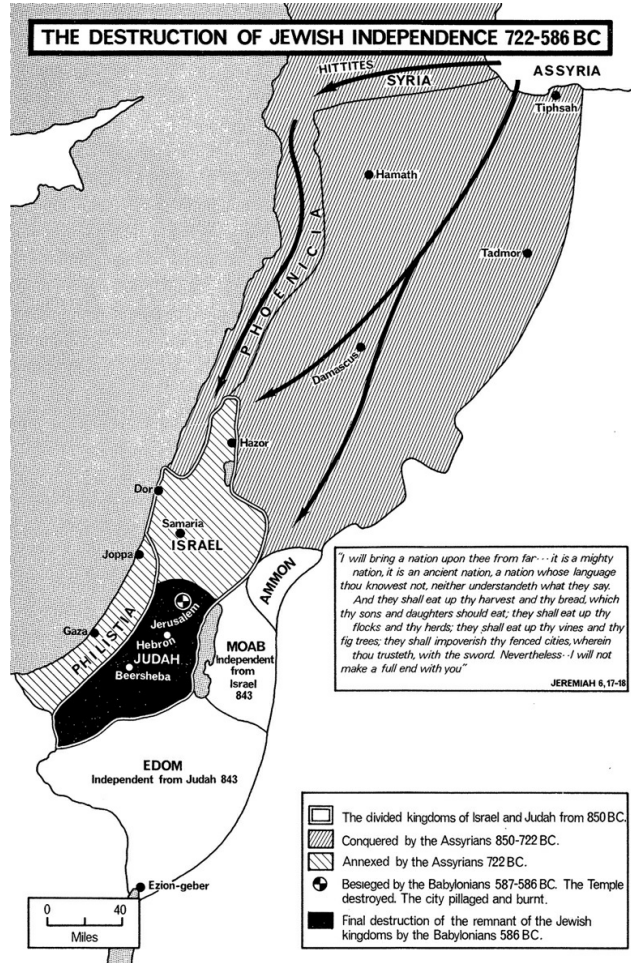 THE DESTRUCTION OF JEWISH INDEPENDENCE 722-586 BC
HITTITES
SYRIA
ASSYRIA
Tiphsah
Hamath
PHOENICIA
Tadmor
Damascus
Hazor
Dor
Samaria
ISRAEL
Joppa
AMMON
Jerusalem
Gaza
PHILISTIA
Hebron
JUDAH
Beersheba
MOAB
Independent
from
Israel
843
"I will bring a nation upon thee from far··· it is a mighty
nation, it is an ancient nation, a nation whose language
thou knowest not, neither understandeth what they say.
And they shall eat up thy harvest and thy bread, which
thy sons and daughters should eat; they shall eat up thy
flocks and thy herds; they shall eat up thy vines and thy
fig trees; they shall impoverish thy fenced cities, wherein
thou trusteth, with the sword. Nevertheless··I will not
make a full end with you"
JEREMIAH 6,17-18
EDOM
Independent from Judah 843
Ezion-geber
0 40
Miles
The divided kingdoms of Israel and Judah from 850 BC.
Conquered by the Assyrians 850-722 BC.
Annexed by the Assyrians 722 BC.
Besieged by the Babylonians 587-586 BC. The Temple
destroyed. The city pillaged and burnt.
Final destruction of the remnant of the Jewish
kingdoms by the Babylonians 586 BC.